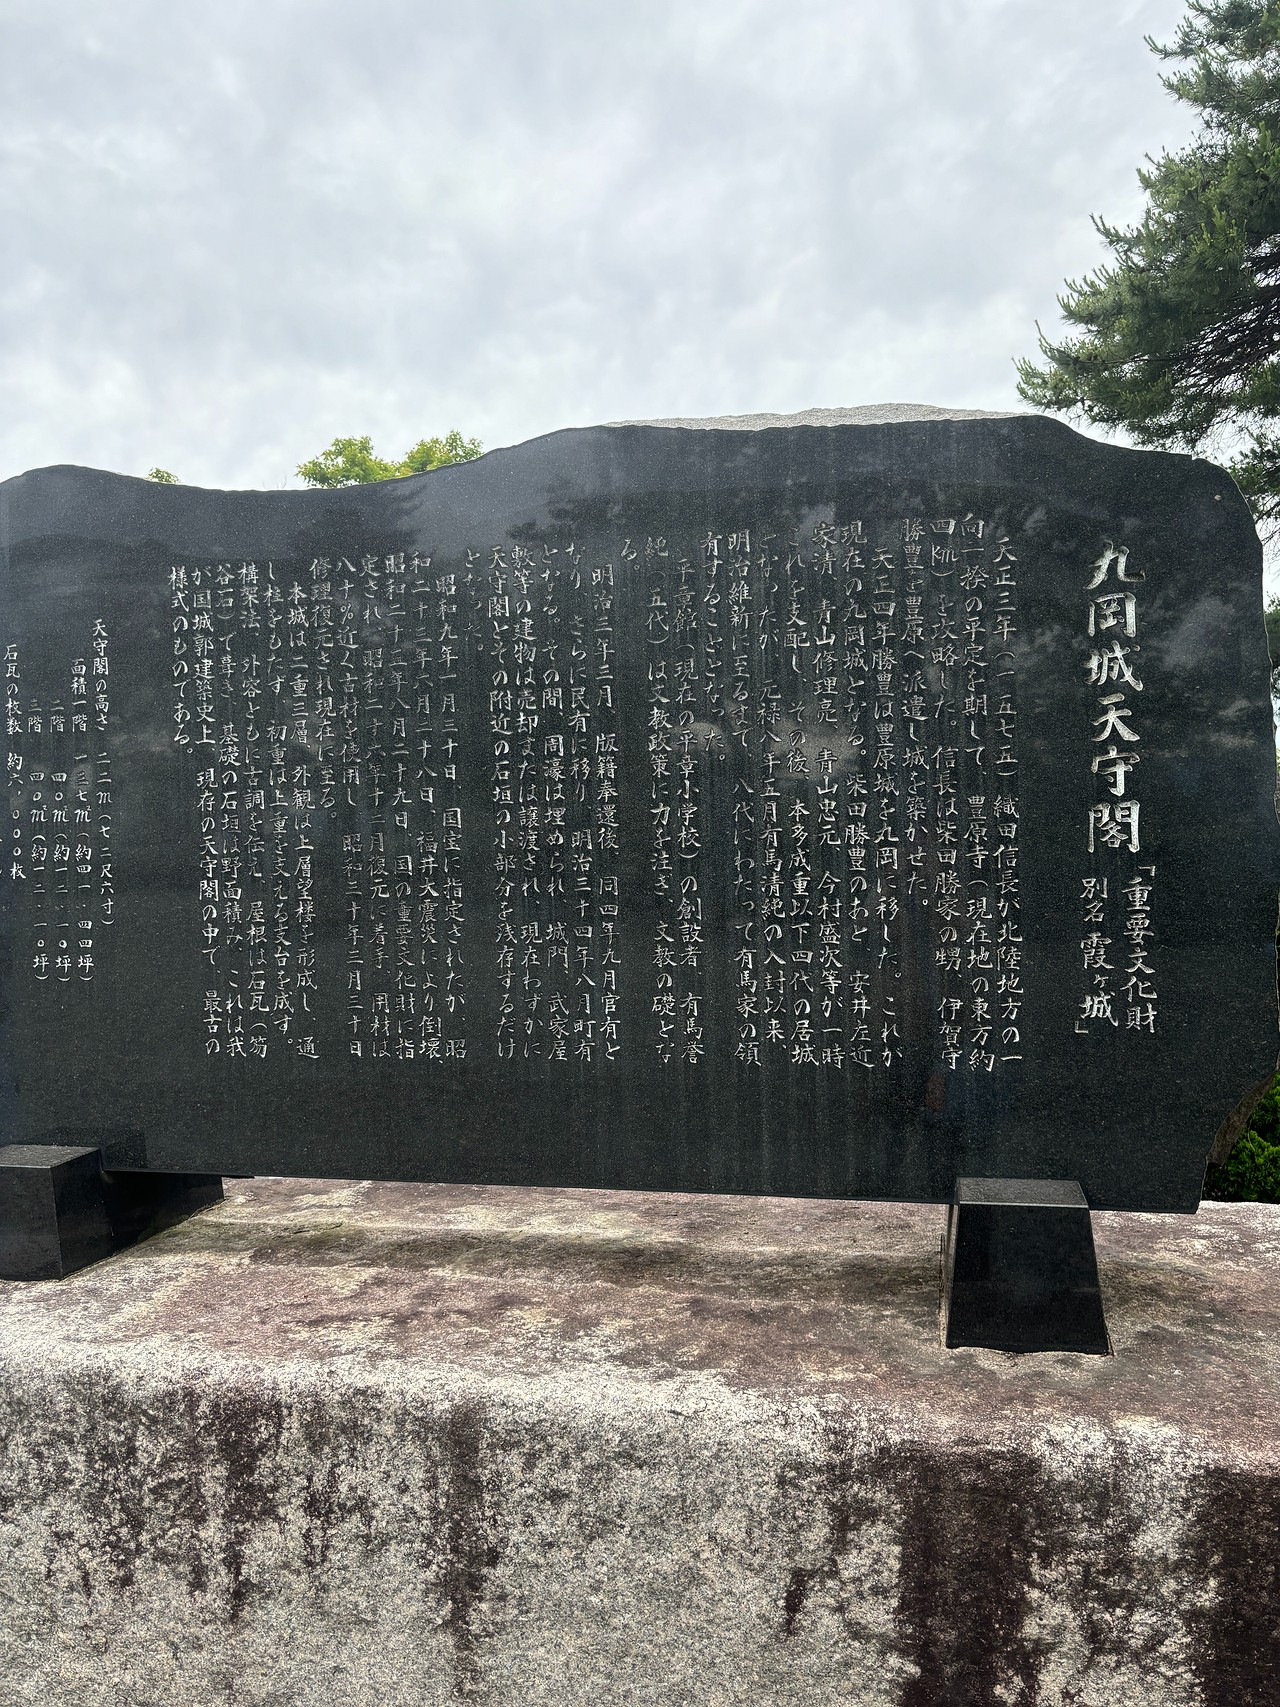 丸岡城天守閣
「重要文化財
別名 霞ヶ城」
天正三年(一五七五)織田信長が北陸地方の一
向一揆の平定を期して、豊原寺(現在地の東方約
四km)を攻略した。信長は柴田勝家の甥 伊賀守
勝豊を豊原へ派遣し城を築かせた。
天正四年勝豊は豊原城を丸岡に移した。これが
現在の丸岡城となる。柴田勝豊のあと 安井左近
家清、青山修理亮、青山忠元、今村盛次等が一時
これを支配し、その後、本多成重以下四代の居城
となったが、元禄八年五月有馬清純の入封以来、
明治維新に至るまで、八代にわたって有馬家の領
有することとなった。
平章館(現在の平章小学校)の創設者、有馬誉
純(五代)は文教政策に力を注ぎ、文教の礎とな
る。
明治三年三月、版籍奉還後、同四年九月官有と
なり、さらに民有に移り、明治三十四年八月町有
となる。その間、周濠は埋められ、城門、武家屋
敷等の建物は売却または譲渡され、現在わずかに
天守閣とその附近の石垣の小部分を残存するだけ
となった。
昭和九年一月三十日、国宝に指定されたが、昭
和二十三年六月二十八日、福井大震災により倒壊、
昭和二十五年八月二十九日、国の重要文化財に指
定され、昭和二十六年十二月復元に着手、用材は
八十%近く古材を使用し、昭和三十年三月三十日
修理復元され現在に至る。
本城は二重三層、外観は上層望楼を形成し、通
し柱をもたず、初重は上重を支える支台を成す。
構架法、外容ともに古調を伝え、屋根は石瓦(笏
谷石)で葺き、基礎の石垣は野面積み、これは我
が国城郭建築史上、現存の天守閣の中で、最古の
様式のものである。
天守閣の高さ 二二m(七二尺六寸)
面積一階 一三七㎡(約四一.四四坪)
二階 四〇㎡(約一二.一〇坪)
三階 四〇㎡(約一二.一〇坪)
石瓦の枚数 約六,〇〇〇枚